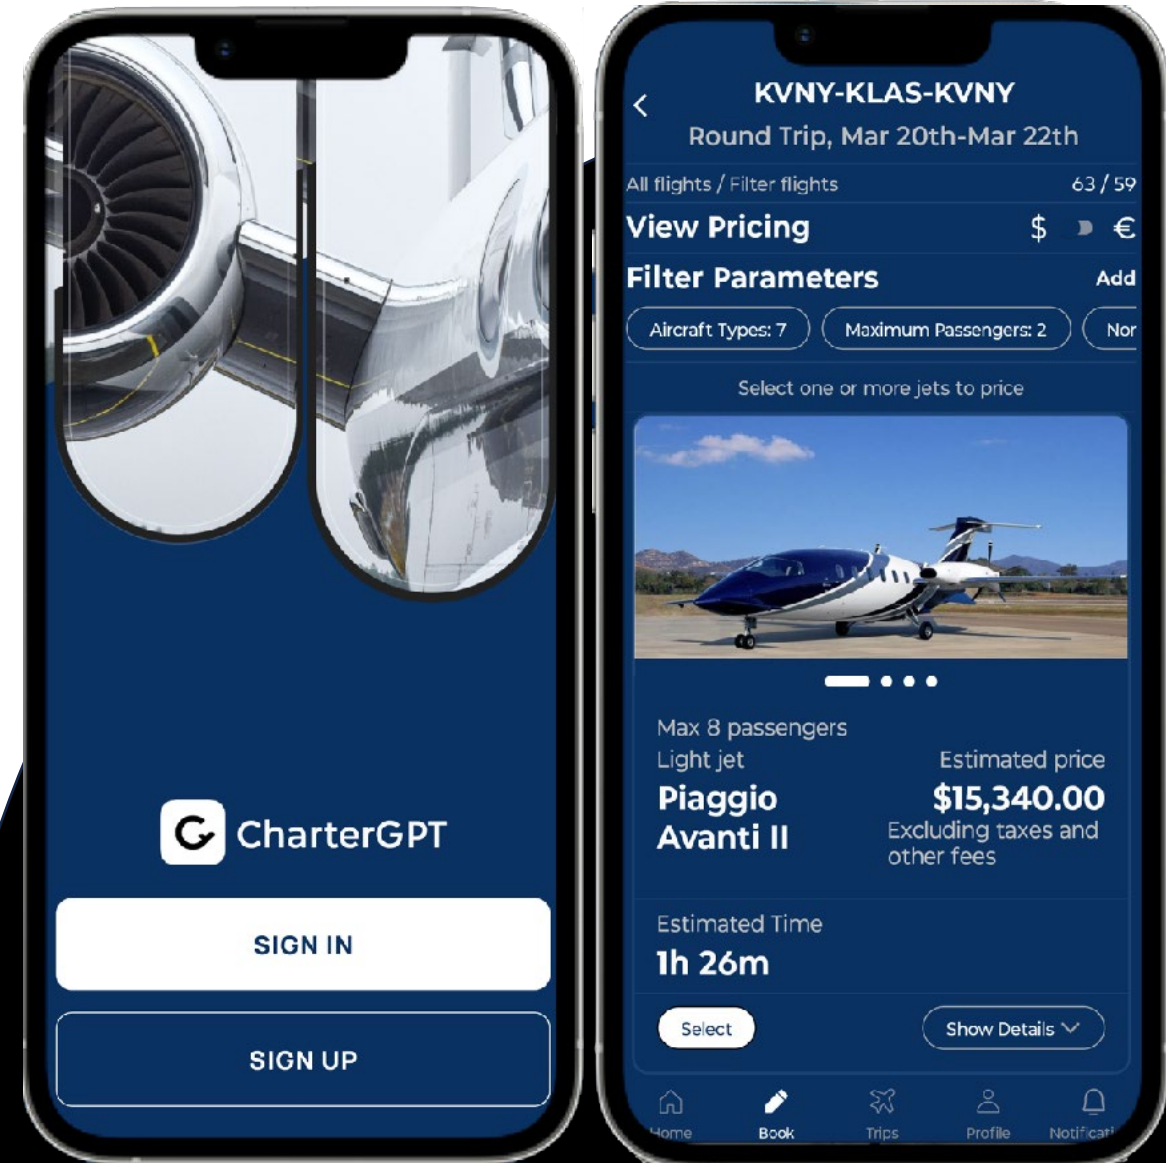 CharterGPT
SIGN IN
SIGN UP
KVNY-KLAS-KVNY
Round Trip, Mar 20th-Mar 22th
All flights / Filter flights 63 / 59
View Pricing $ €
Filter Parameters Add
Aircraft Types: 7 Maximum Passengers: 2 Nor
Select one or more jets to price
Max 8 passengers
Light jet Estimated price
Piaggio $15,340.00
Avanti II Excluding taxes and
other fees
Estimated Time
1h 26m
Select Show Details
Home Book Trips Profile Notificati